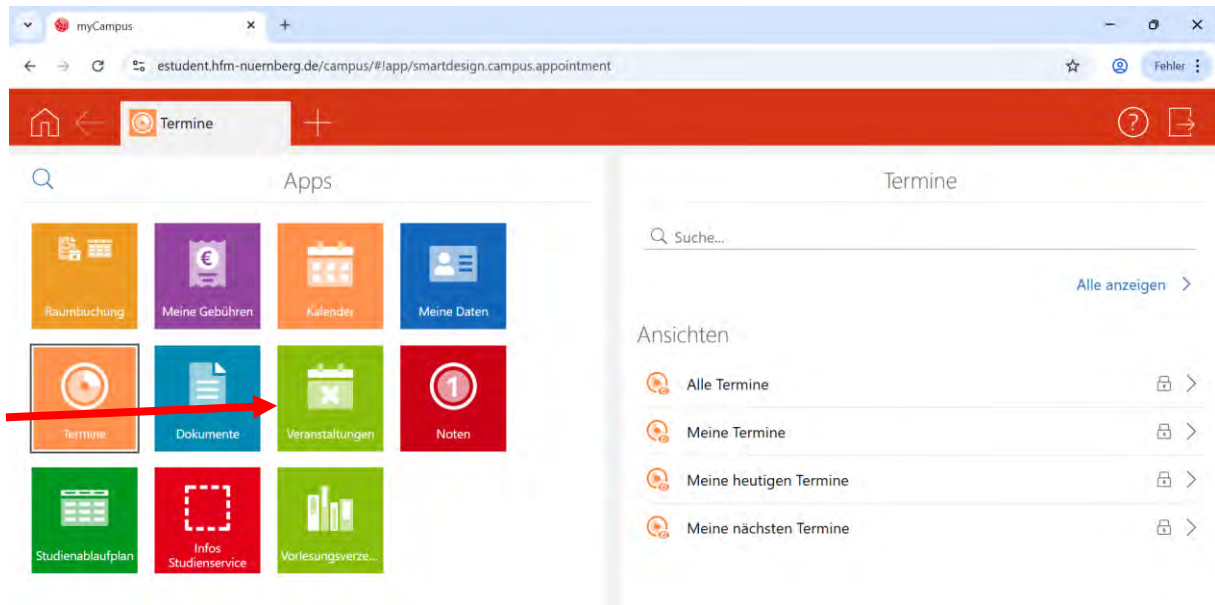 myCampus
estudent.hfm-nuernberg.de/campus/#!app/smartdesign.campus.appointment
Fehler
Termine
?
Apps
Termine
Suche...
Alle anzeigen
Raumbuchung
€
Meine Gebühren
Kalender
Meine Daten
Ansichten
Alle Termine
Meine Termine
Meine heutigen Termine
Meine nächsten Termine
Termine
Dokumente
Veranstaltungen
1
Noten
Studienablaufplan
Infos
Studienservice
Vorlesungsverze...